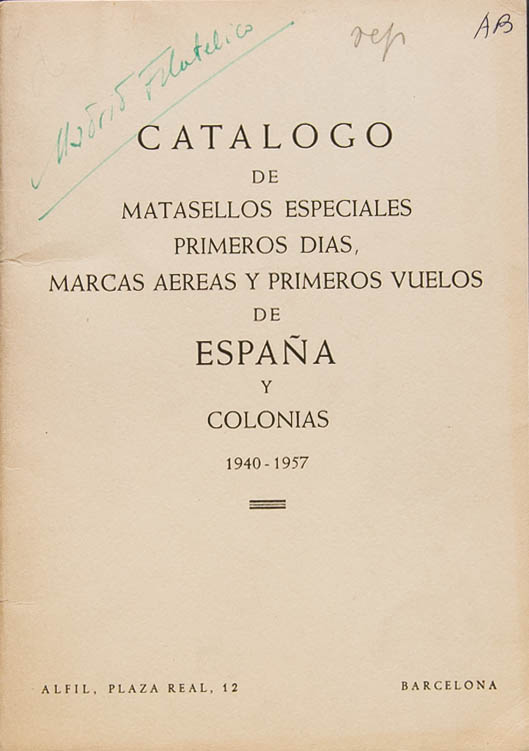 Madrid Filatelico
rep
AB
CATALOGO
DE
MATASELLOS ESPECIALES
PRIMEROS DIAS,
MARCAS AEREAS Y PRIMEROS VUELOS
DE
ESPAÑA
Y
COLONIAS
1940 - 1957
ALFIL, PLAZA REAL, 12 BARCELONA